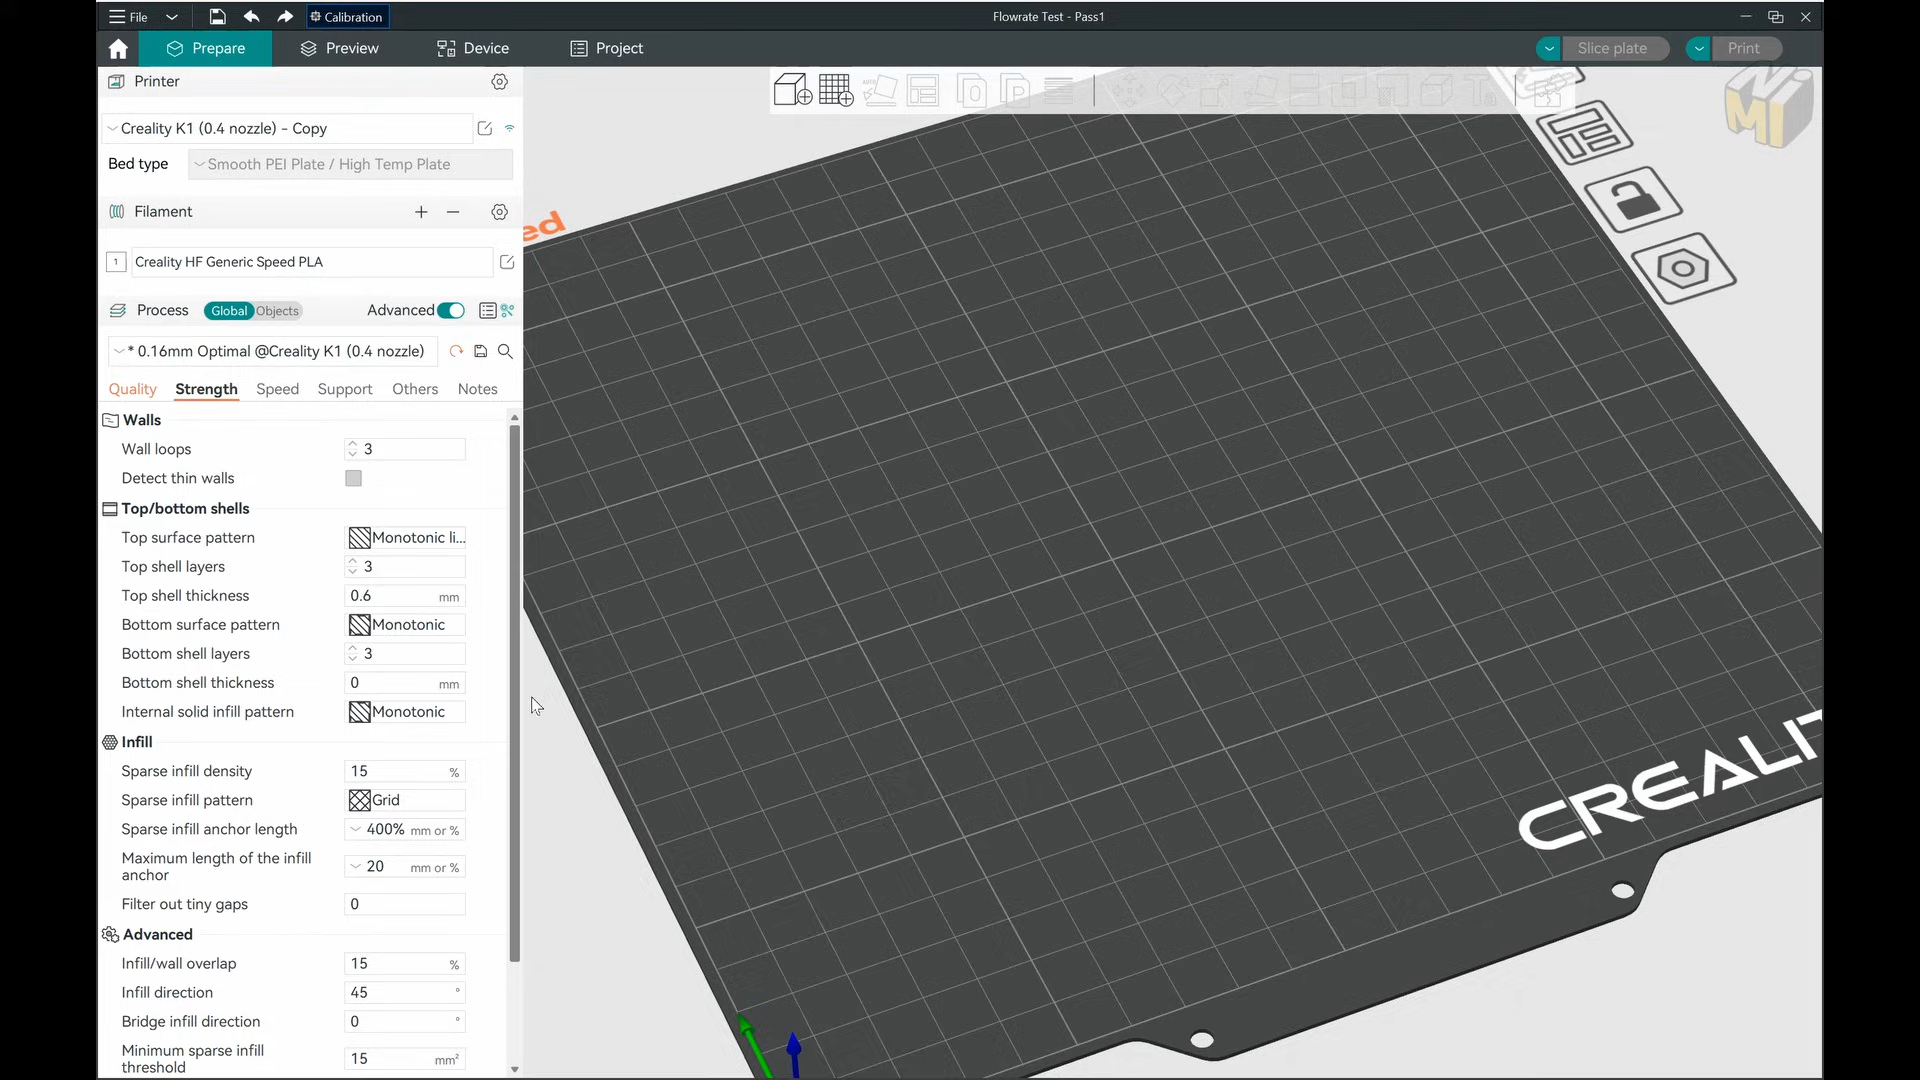 File
Calibration
Flowrate Test - Pass1
Prepare
Preview
Device
Project
Slice plate
Print
Printer
Creality K1 (0.4 nozzle) - Copy
Bed type
Smooth PEI Plate / High Temp Plate
Filament
1
Creality HF Generic Speed PLA
Process
Global
Objects
Advanced
* 0.16mm Optimal @Creality K1 (0.4 nozzle)
Quality
Strength
Speed
Support
Others
Notes
Walls
Wall loops
3
Detect thin walls
Top/bottom shells
Top surface pattern
Monotonic li...
Top shell layers
3
Top shell thickness
0.6 mm
Bottom surface pattern
Monotonic
Bottom shell layers
3
Bottom shell thickness
0 mm
Internal solid infill pattern
Monotonic
Infill
Sparse infill density
15 %
Sparse infill pattern
Grid
Sparse infill anchor length
400% mm or %
Maximum length of the infill
anchor
20 mm or %
Filter out tiny gaps
0
Advanced
Infill/wall overlap
15 %
Infill direction
45 °
Bridge infill direction
0 °
Minimum sparse infill
threshold
15 mm²
ed
CREALIT
NMI